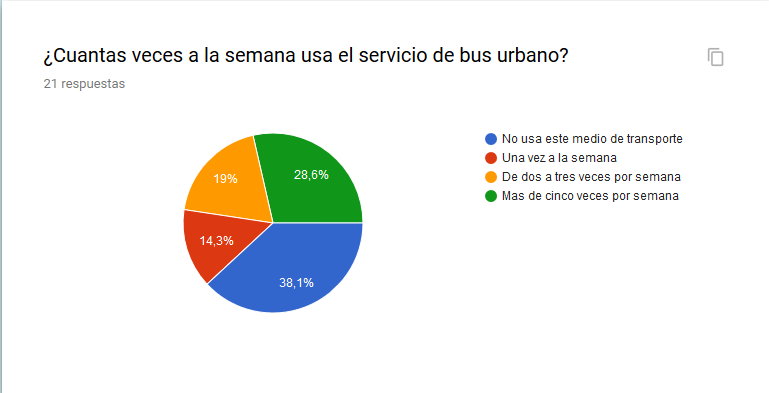 ¿Cuantas veces a la semana usa el servicio de bus urbano?
21 respuestas
No usa este medio de transporte
Una vez a la semana
De dos a tres veces por semana
Mas de cinco veces por semana
28,6%
19%
14,3%
38,1%